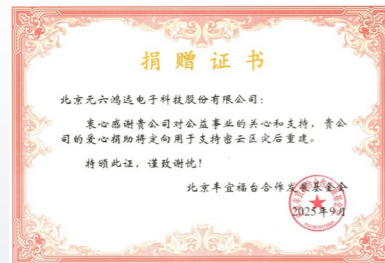 捐赠证书
北京元六鸿远电子科技股份有限公司：
衷心感谢贵公司对公益事业的关心和支持，贵公
司的爱心捐助将定向用于支持密云区灾后重建。
特颁此证，谨致谢忱！
北京丰宜福台合作发展基金会
2025年9月